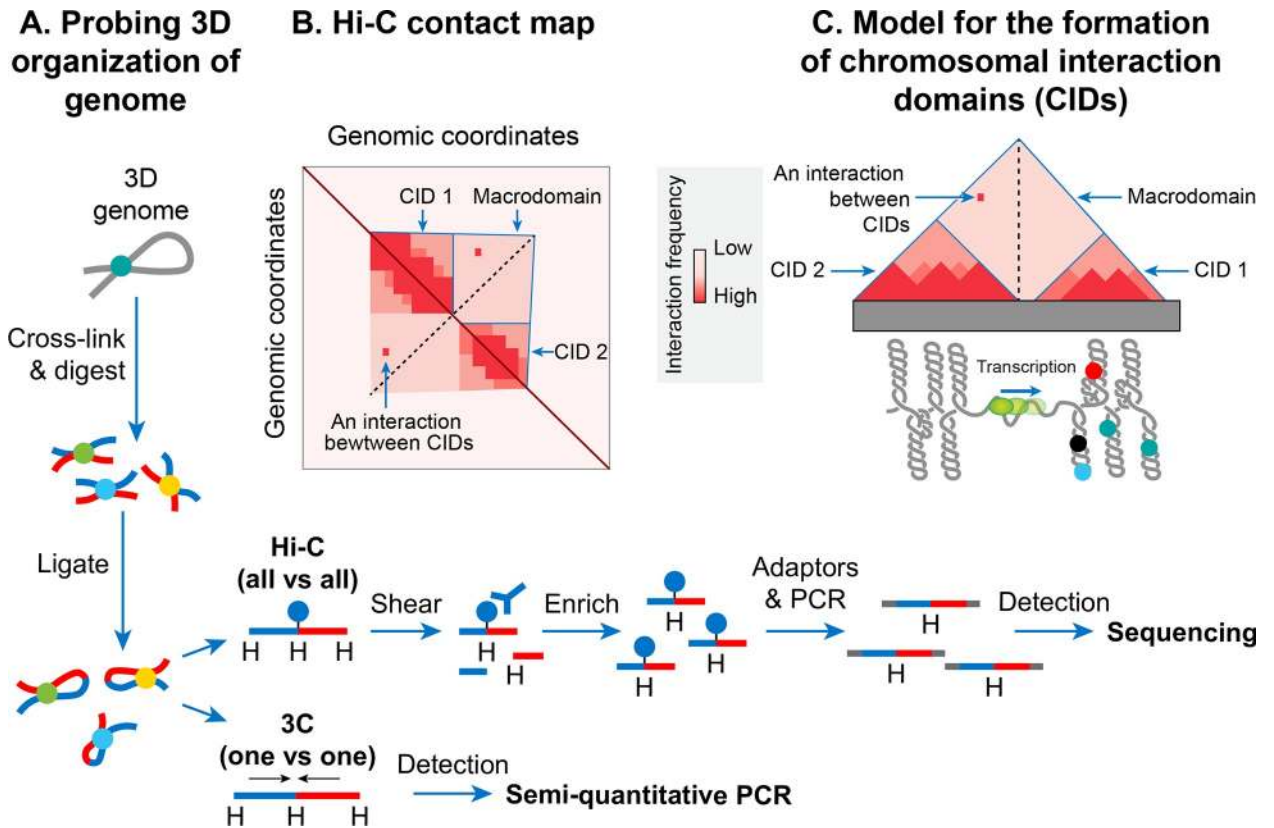 A. Probing 3D
organization of
genome
3D
genome
Cross-link
& digest
Ligate
B. Hi-C contact map
Genomic coordinates
Genomic coordinates
CID 1
Macrodomain
CID 2
An interaction
bewtween CIDs
Interaction frequency
Low
High
C. Model for the formation
of chromosomal interaction
domains (CIDs)
An interaction
between
CIDs
Macrodomain
CID 2
CID 1
Transcription
Hi-C
(all vs all)
H H H
Shear
H
H
Enrich
H
H
H
Adaptors
& PCR
H
H
H
Detection
Sequencing
3C
(one vs one)
H H H
Detection
Semi-quantitative PCR